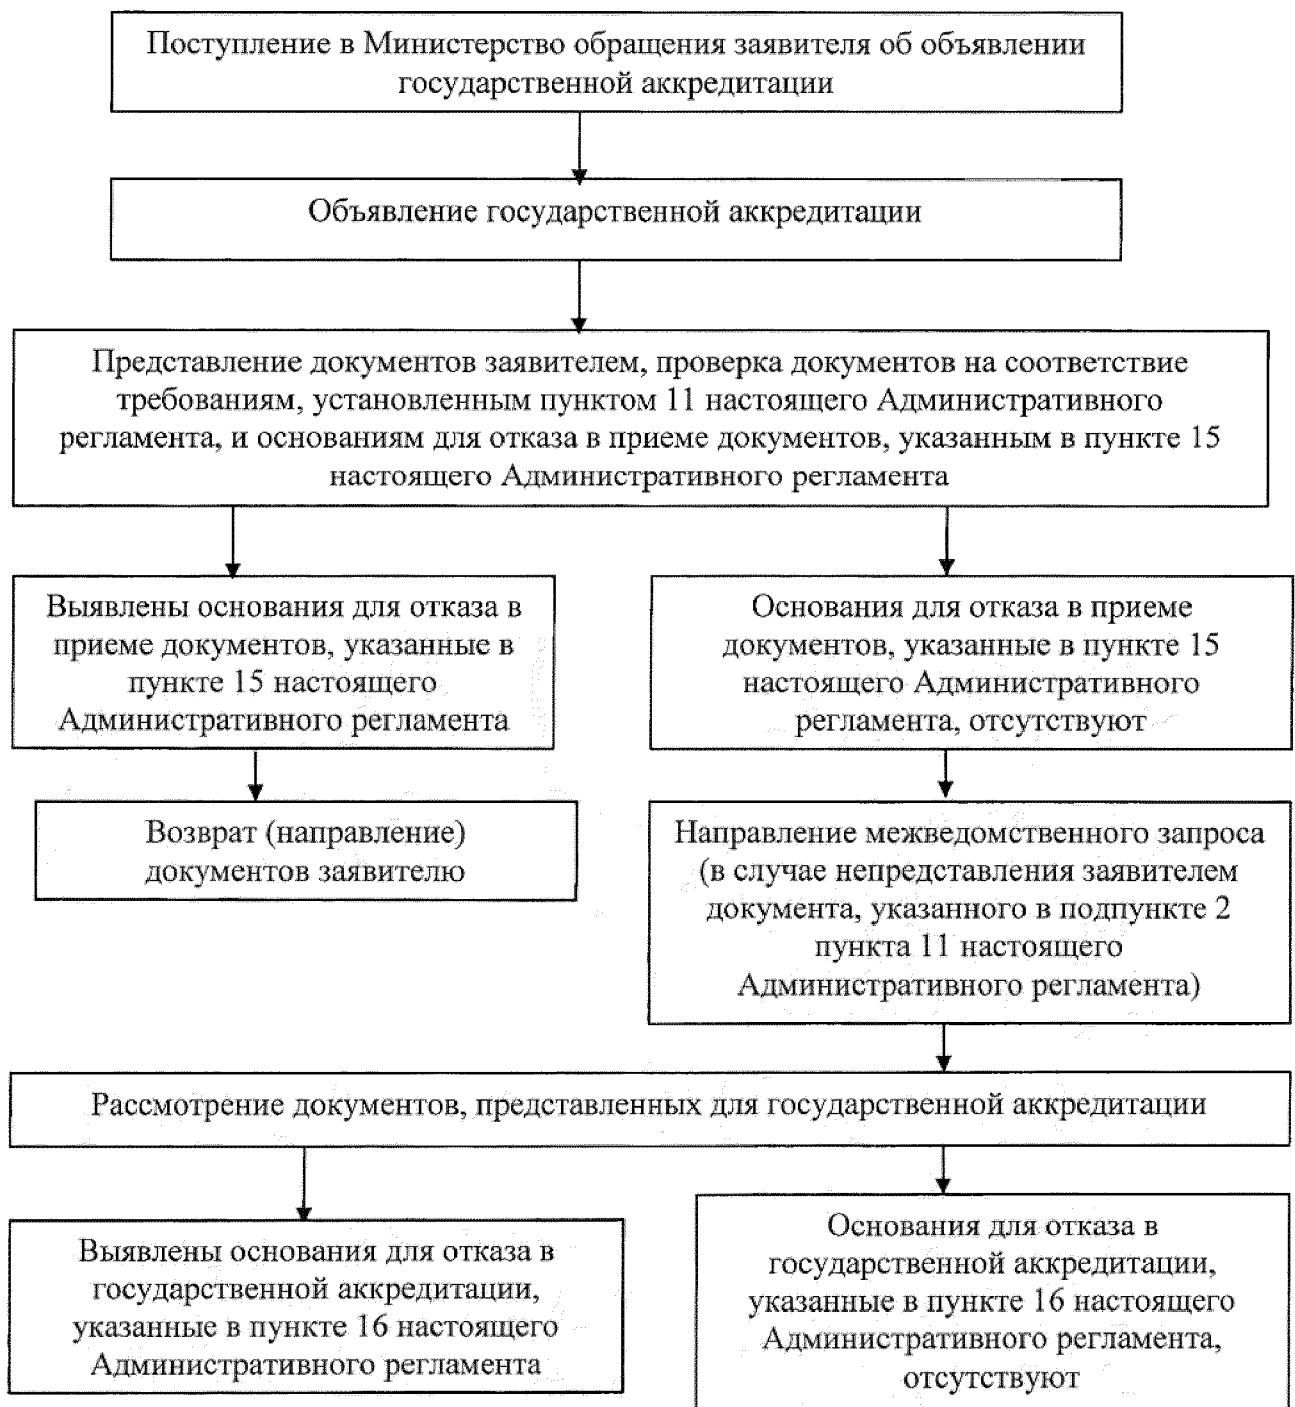 Поступление в Министерство обращения заявителя об объявлении
государственной аккредитации
Объявление государственной аккредитации
Представление документов заявителем, проверка документов на соответствие
требованиям, установленным пунктом 11 настоящего Административного
регламента, и основаниям для отказа в приеме документов, указанным в пункте 15
настоящего Административного регламента
Выявлены основания для отказа в
приеме документов, указанные в
пункте 15 настоящего
Административного регламента
Основания для отказа в приеме
документов, указанные в пункте 15
настоящего Административного
регламента, отсутствуют
Возврат (направление)
документов заявителю
Направление межведомственного запроса
(в случае непредставления заявителем
документа, указанного в подпункте 2
пункта 11 настоящего
Административного регламента)
Рассмотрение документов, представленных для государственной аккредитации
Выявлены основания для отказа в
государственной аккредитации,
указанные в пункте 16 настоящего
Административного регламента
Основания для отказа в
государственной аккредитации,
указанные в пункте 16 настоящего
Административного регламента,
отсутствуют